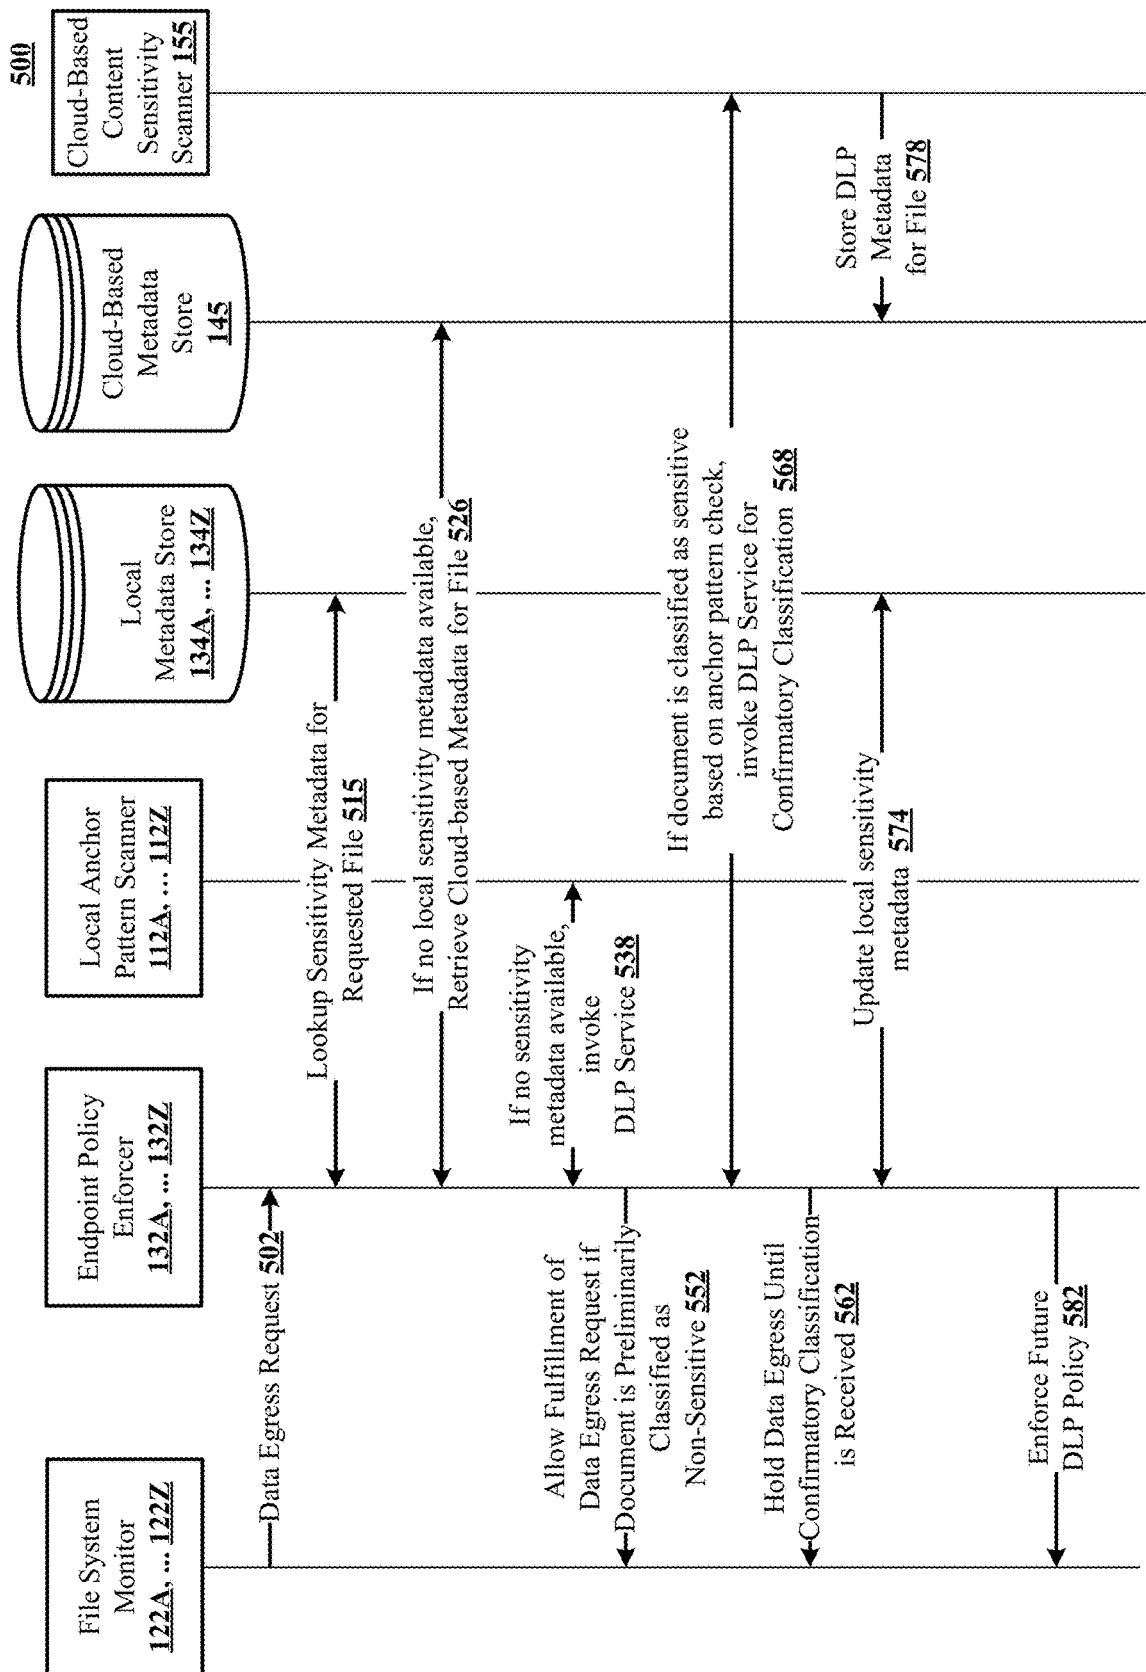 500
File System
Monitor
122A, ... 122Z
Endpoint Policy
Enforcer
132A, ... 132Z
Local Anchor
Pattern Scanner
112A, ... 112Z
Local
Metadata Store
134A, ... 134Z
Cloud-Based
Metadata
Store
145
Cloud-Based
Content
Sensitivity
Scanner 155
Data Egress Request 502
Lookup Sensitivity Metadata for
Requested File 515
If no local sensitivity metadata available,
Retrieve Cloud-based Metadata for File 526
If no sensitivity
metadata available,
invoke
DLP Service 538
Allow Fulfillment of
Data Egress Request if
Document is Preliminarily
Classified as
Non-Sensitive 552
If document is classified as sensitive
based on anchor pattern check,
invoke DLP Service for
Confirmatory Classification 568
Hold Data Egress Until
Confirmatory Classification
is Received 562
Update local sensitivity
metadata 574
Store DLP
Metadata
for File 578
Enforce Future
DLP Policy 582